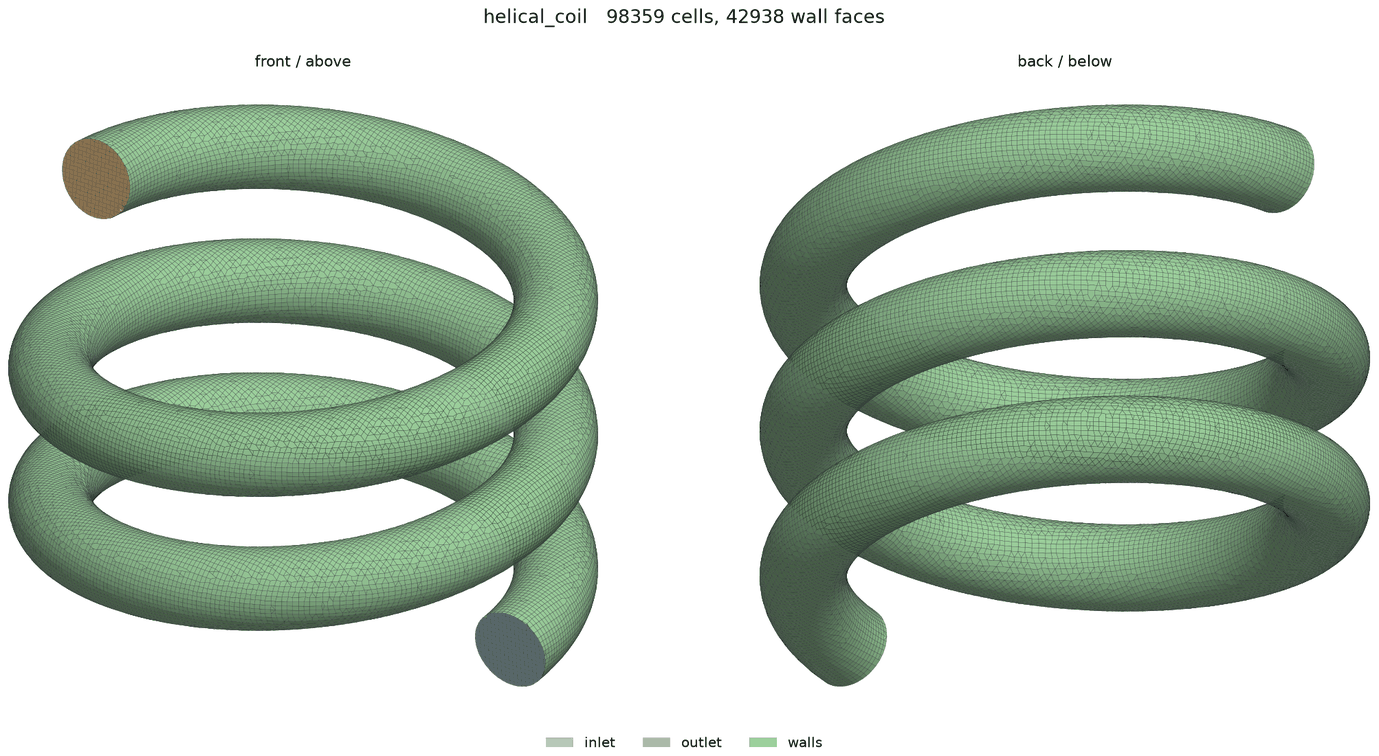 helical_coil   98359 cells, 42938 wall faces
front / above
back / below
inlet
outlet
walls